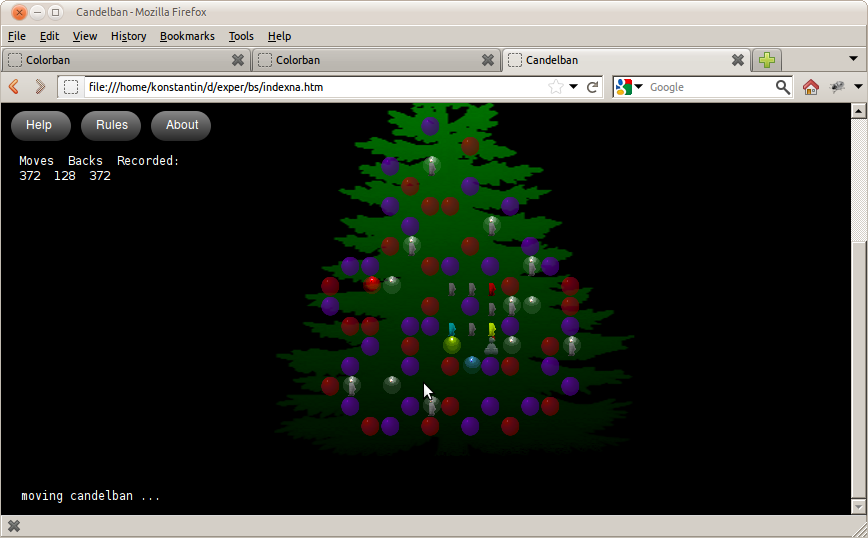 Candelban - Mozilla Firefox
File Edit View History Bookmarks Tools Help
Colorban Colorban Candelban
file:///home/konstantin/d/exper/bs/indexna.htm Google
Help Rules About
Moves Backs Recorded:
372 128 372
moving candelban ...